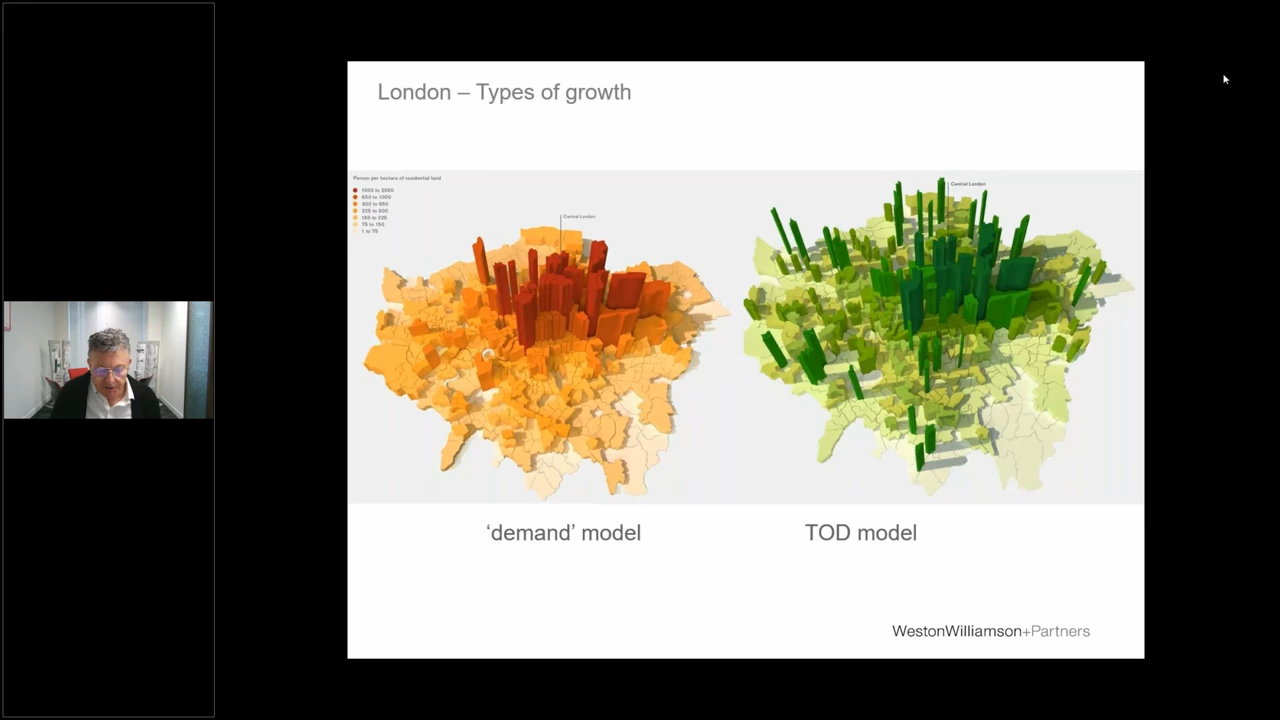 London – Types of growth
Person per hectare of residential land
1000 to 2000
650 to 1000
300 to 650
225 to 300
150 to 225
75 to 150
1 to 75
Central London
Central London
‘demand’ model
TOD model
WestonWilliamson+Partners